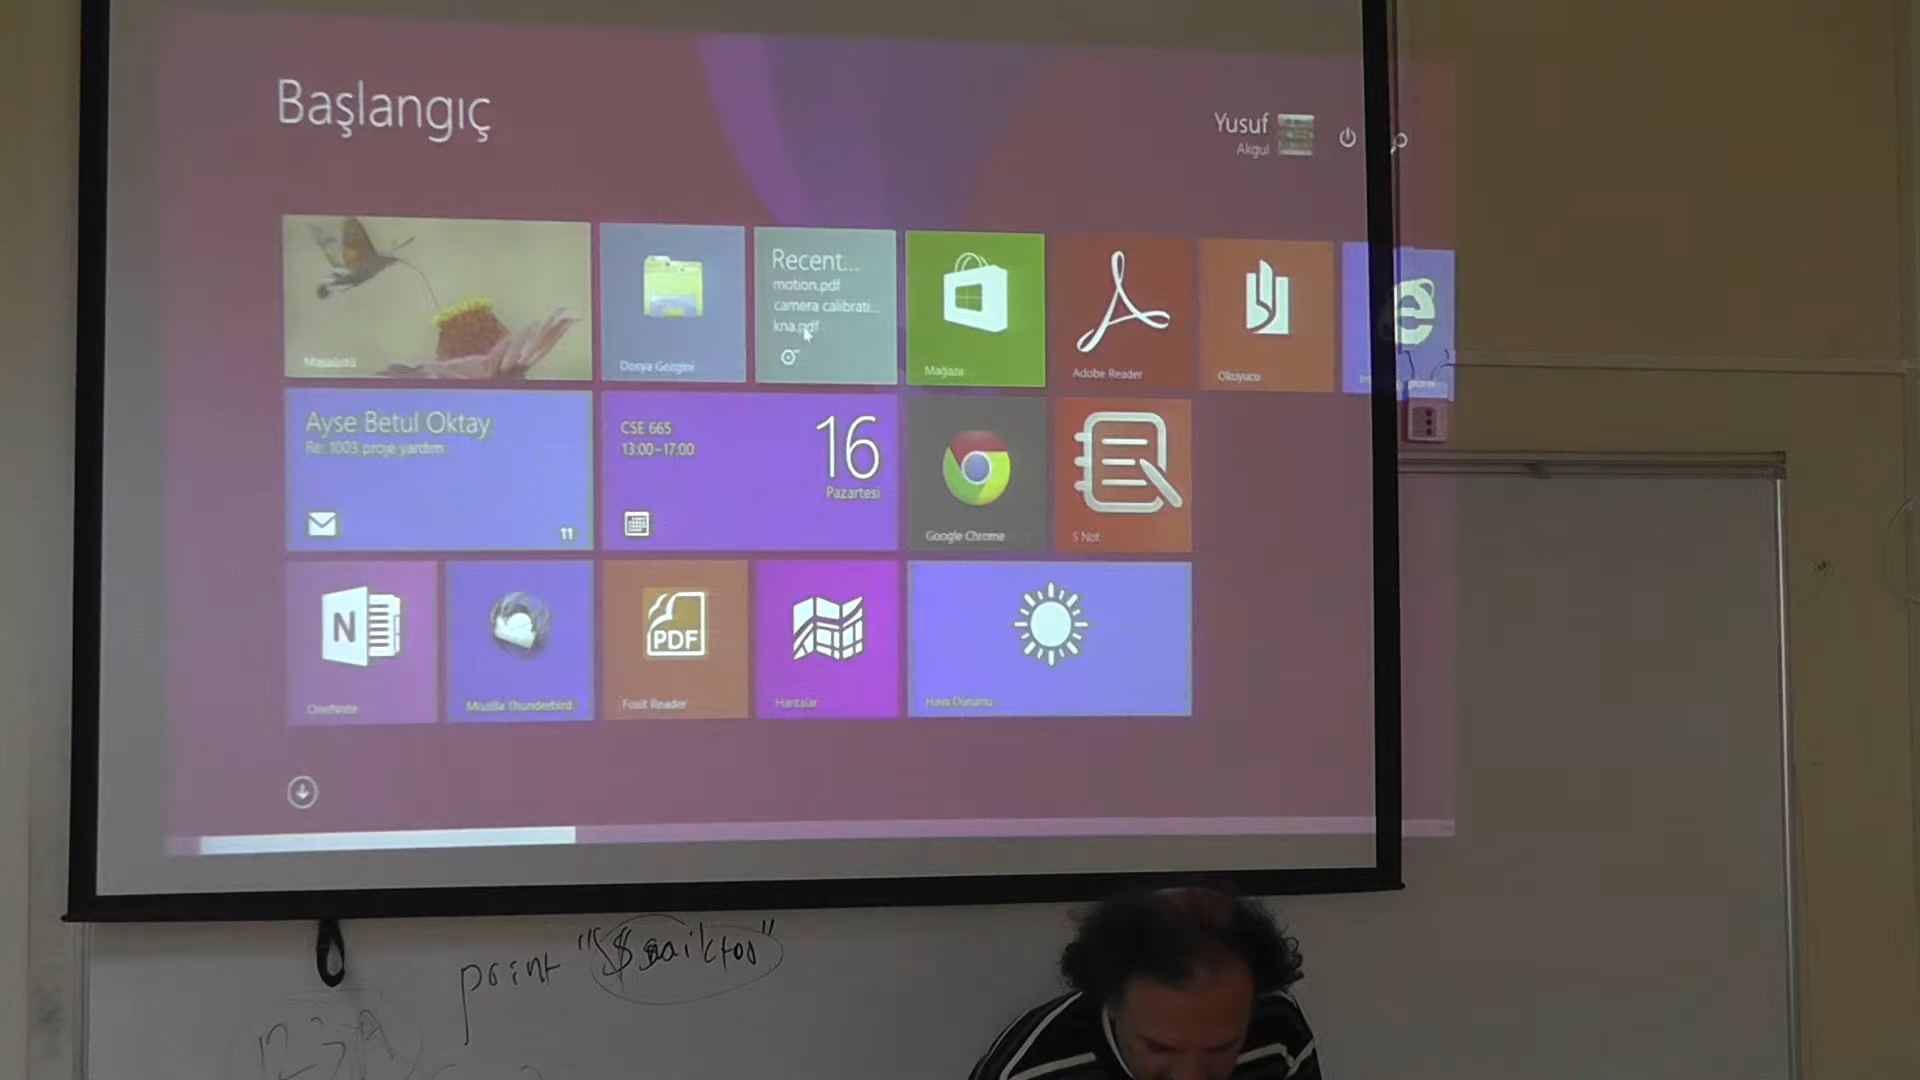 Başlangıç
Yusuf
Akgul
Masaüstü
Dosya Gezgini
Recent...
motion.pdf
camera calibrati...
kna.pdf
Mağaza
Adobe Reader
Okuyucu
Ayse Betul Oktay
Re: 1003 proje yardim
11
CSE 665
13:00-17:00
16
Pazartesi
Google Chrome
S Not
N
OneNote
Mozilla Thunderbird
PDF
Foxit Reader
Haritalar
Hava Durumu
print